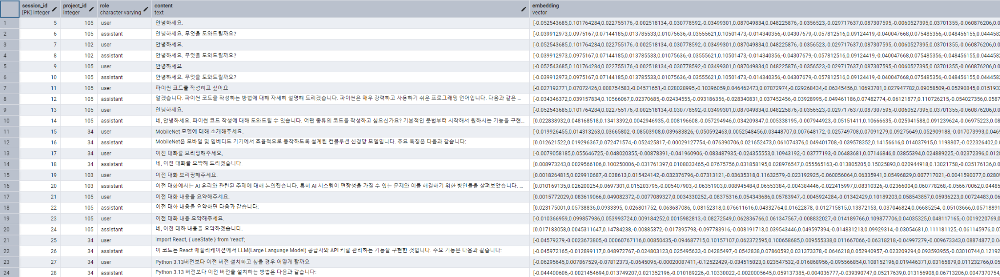 session_id project_id role content embedding
[PK] integer integer character varying text vector
1 5 105 user 안녕하세요. [-0.052543685,0.101764284,0.022755176,-0.002518134,-0.030778592,-0.03499301,0.087049834,0.048225876,-0.0356523,-0.029717637,0.087307595,-0.0060527395,0.03701355,-0.060876206,0.0
2 6 105 assistant 안녕하세요. 무엇을 도와드릴까요? [-0.039912973,0.0975167,0.07144185,0.013785533,0.01075636,-0.03555621,0.10501473,-0.014340356,-0.04307679,-0.057812516,0.09124419,-0.040047668,0.075485356,-0.048456155,0.044458
3 7 102 user 안녕하세요. [-0.052543685,0.101764284,0.022755176,-0.002518134,-0.030778592,-0.03499301,0.087049834,0.048225876,-0.0356523,-0.029717637,0.087307595,-0.0060527395,0.03701355,-0.060876206,0.0
4 8 102 assistant 안녕하세요. 무엇을 도와드릴까요? [-0.039912973,0.0975167,0.07144185,0.013785533,0.01075636,-0.03555621,0.10501473,-0.014340356,-0.04307679,-0.057812516,0.09124419,-0.040047668,0.075485356,-0.048456155,0.044458
5 9 105 user 안녕하세요. [-0.052543685,0.101764284,0.022755176,-0.002518134,-0.030778592,-0.03499301,0.087049834,0.048225876,-0.0356523,-0.029717637,0.087307595,-0.0060527395,0.03701355,-0.060876206,0.0
6 10 105 assistant 안녕하세요. 무엇을 도와드릴까요? [-0.039912973,0.0975167,0.07144185,0.013785533,0.01075636,-0.03555621,0.10501473,-0.014340356,-0.04307679,-0.057812516,0.09124419,-0.040047668,0.075485356,-0.048456155,0.044458
7 11 105 user 파이썬 코드를 작성하고 싶어요 [-0.027192771,0.07072426,0.008754583,-0.04571651,-0.028028995,-0.10396059,0.046462473,0.07872974,-0.029268434,-0.06345456,0.10693701,0.027947782,0.09058509,-0.05290845,0.015193
8 12 105 assistant 알겠습니다. 파이썬 코드를 작성하는 방법에 대해 자세히 설명해 드리겠습니다. 파이썬은 매우 강력하고 사용하기 쉬운 프로그래밍 언어입니다. 다음과 같은 ... [-0.034346372,0.039157834,0.10566067,0.02370685,-0.02434555,-0.093186356,-0.028340831,0.037452456,-0.03928995,-0.049461186,0.07482774,-0.06121877,0.110726215,-0.054027356,0.0587
9 13 105 user 안녕하세요. [-0.052543685,0.101764284,0.022755176,-0.002518134,-0.030778592,-0.03499301,0.087049834,0.048225876,-0.0356523,-0.029717637,0.087307595,-0.0060527395,0.03701355,-0.060876206,0.0
10 14 105 assistant 네, 안녕하세요. 파이썬 코드 작성에 대해 도와드릴 수 있습니다. 어떤 종류의 코드를 작성하고 싶으신가요? 기본적인 문법부터 시작해서 원하시는 기능을 구현... [0.022838932,0.048168518,0.13413392,0.0042946935,-0.008196608,-0.057294946,0.034209847,0.005338195,-0.007944923,-0.05151411,0.10666635,-0.025941588,0.091239624,-0.06975223,0.08
11 15 34 user MobileNet 모델에 대해 소개해주세요. [-0.019926455,0.014313263,0.03665802,-0.08503908,0.039683826,-0.050592463,0.0052548456,0.03448707,0.007648172,-0.025749708,0.07091279,0.09275649,0.052909188,-0.017073993,0.046
12 16 34 assistant MobileNet은 모바일 및 임베디드 기기에서 효율적으로 동작하도록 설계된 컨볼루션 신경망 모델입니다. 주요 특징은 다음과 같습니다: [0.012621522,0.019296367,0.072471574,-0.052425817,-0.00029127754,-0.076390706,0.021652473,0.061074376,0.049401708,-0.039578352,0.14156616,0.014037915,0.1198807,-0.022326402,0.0
13 17 34 user 이전 대화를 브리핑해주세요, [-0.0079058185,0.055646725,-0.048020355,-0.00878391,-0.041960906,-0.083487935,-0.024355553,0.10943192,-0.03777193,-0.06483681,0.07146846,0.03855394,0.024889225,-0.02372396,0.012
14 18 34 assistant 네, 이전 대화를 요약해 드리겠습니다. [0.008973243,0.0029566106,0.100250006,-0.031761397,0.0108033465,-0.07675756,0.031858195,0.028976547,0.055565163,-0.013805205,0.15025893,0.020944918,0.13021758,-0.035176136,0.0
15 19 103 user 이전 대화 브리핑해주세요. [0.0018264815,0.029910687,-0.038613,0.015424142,-0.032376796,-0.07313121,-0.03635318,0.11632579,-0.023192925,-0.060056064,0.06335941,0.05496829,0.007717021,-0.0041590077,0.0280
16 20 103 assistant 이전 대화에서는 AI 윤리와 관련된 주제에 대해 논의했습니다. 특히 AI 시스템이 편향성을 가질 수 있는 문제와 이를 해결하기 위한 방안들을 살펴보았습니다. ... [0.010169135,0.026200254,0.0697301,0.015203795,-0.005407903,-0.06351903,0.008945484,0.06553384,-0.004384446,-0.022415997,0.08310326,-0.02366004,0.060778268,-0.056670062,0.04485
17 21 105 user 이전 대화 내용을 요약해주세요. [0.0015772029,0.083619066,0.049082372,-0.0077089327,0.0034330252,-0.08375316,0.054343686,0.05783947,-0.0045924284,-0.01342429,0.10189203,0.058543857,0.05936223,0.00724483,0.06
18 22 105 assistant 이전 대화 내용을 요약하면 다음과 같습니다: [0.023175001,0.05738836,0.0933395,-0.026801752,-0.063687086,-0.08152318,0.076611616,0.04332764,0.01622878,-0.012715815,0.13372153,-0.037046824,0.06685254,-0.05103666,0.0571889
19 23 105 user 이전 대화 내용 요약해주세요. [-0.010366959,0.099857986,0.053993724,0.009184252,0.0015982813,-0.08272549,0.062836766,0.061347567,-0.008832027,-0.014189766,0.109877706,0.04035325,0.048117165,-0.0019220769,0
20 24 105 assistant 네, 이전 대화 내용을 요약하겠습니다. [0.017183058,0.0045311647,0.14784238,-0.00885372,-0.017395793,-0.097783916,-0.008191713,0.039543446,0.049597394,-0.014831213,0.09929314,-0.03054681,0.111181125,-0.061145976,0.07
21 25 34 user import React, { useState } from 'react'; [-0.04579279,-0.0023673805,-0.00060767116,0.00850435,-0.094687715,0.10157107,0.062372595,0.100658685,0.009555338,0.011667066,-0.06318218,-0.04997279,-0.009673343,0.08874877,0.04
22 26 34 assistant 이 코드는 React 애플리케이션에서 LLM(Large Language Model) 공급자와 API 키를 관리하는 기능을 구현한 것입니다. 주요 기능은 다음과 같습니다: [-0.045972165,-0.012899117,0.048972767,-0.024803123,0.025495633,-0.04285497,-0.0542838,0.07860592,0.031373378,-0.0646218,0.052940957,-0.023209294,0.093593955,-0.03010744,0.12192
23 27 34 user Python 3.13버전보다 이전 버전 설치하고 싶을 경우 어떻게 할까요 [-0.06295645,0.007867529,-0.07812373,-0.0645095,-0.00020087411,-0.12522429,-0.034515023,0.023547532,-0.016868956,-0.095566854,0.108152196,0.019446371,0.03165879,0.011232766,0.05
24 28 34 assistant Python 3.13 버전보다 이전 버전을 설치하는 방법은 다음과 같습니다: [-0.044400606,-0.0021454694,0.013749207,0.021352196,-0.010189226,-0.10330022,-0.0020005645,0.059137385,-0.004036777,-0.039390747,0.05217639,0.013156908,0.06713206,0.0047370754,